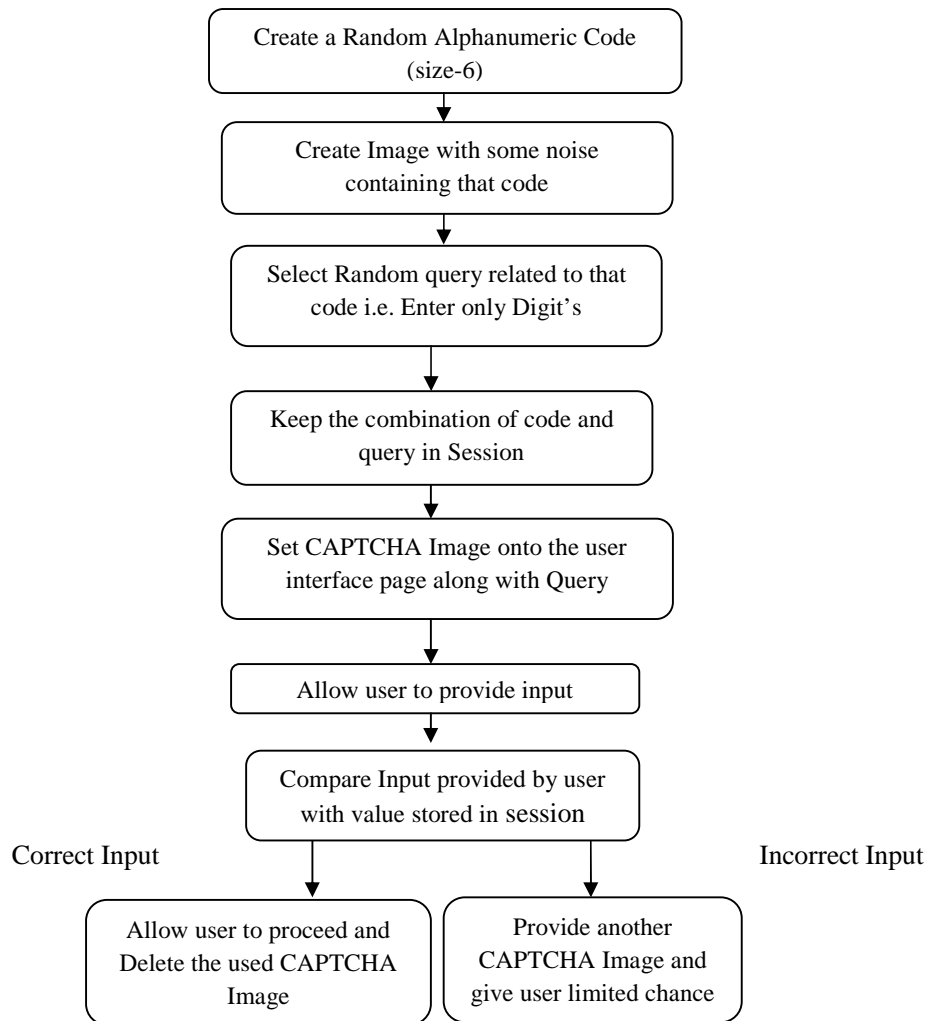 Create a Random Alphanumeric Code
(size-6)
Create Image with some noise
containing that code
Select Random query related to that
code i.e. Enter only Digit's
Keep the combination of code and
query in Session
Set CAPTCHA Image onto the user
interface page along with Query
Allow user to provide input
Compare Input provided by user
with value stored in session
Correct Input
Incorrect Input
Allow user to proceed and
Delete the used CAPTCHA
Image
Provide another
CAPTCHA Image and
give user limited chance